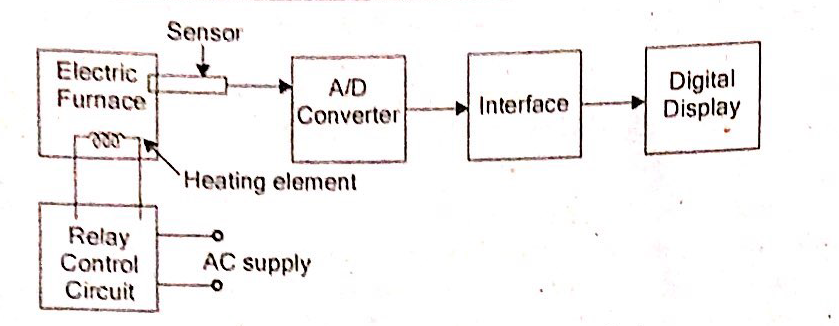 Sensor
Electric
Furnace
A/D
Converter
Interface
Digital
Display
Heating element
Relay
Control
Circuit
AC supply